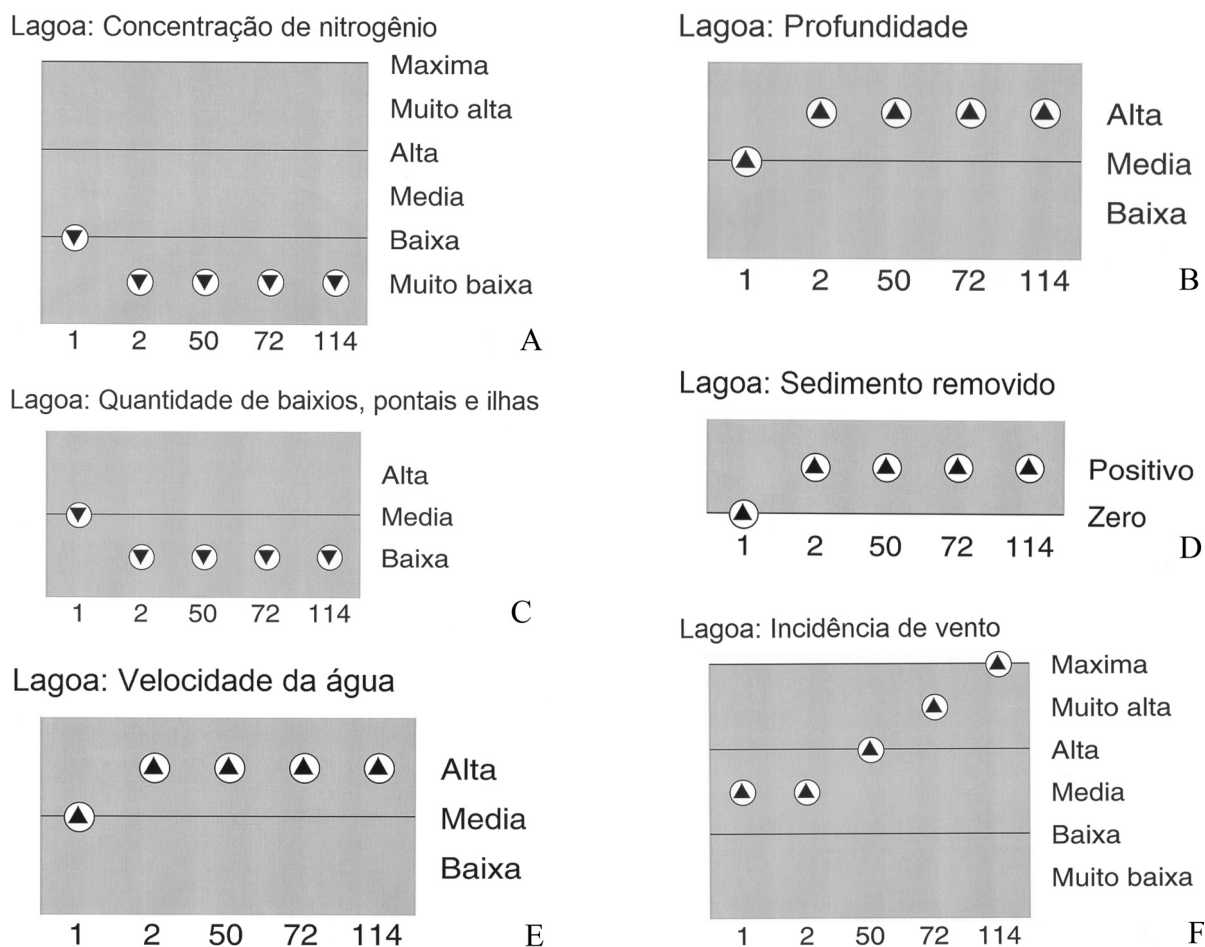 Lagoa: Concentração de nitrogênio
Maxima
Muito alta
Alta
Media
Baixa
Muito baixa
1 2 50 72 114
A
Lagoa: Profundidade
Alta
Media
Baixa
1 2 50 72 114
B
Lagoa: Quantidade de baixios, pontais e ilhas
Alta
Media
Baixa
1 2 50 72 114
C
Lagoa: Sedimento removido
Positivo
Zero
1 2 50 72 114
D
Lagoa: Velocidade da água
Alta
Media
Baixa
1 2 50 72 114
E
Lagoa: Incidência de vento
Maxima
Muito alta
Alta
Media
Baixa
Muito baixa
1 2 50 72 114
F